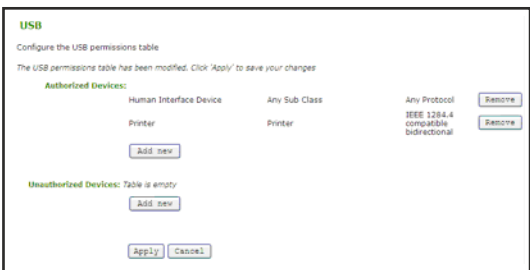 USB
Configure the USB permissions table
The USB permissions table has been modified. Click 'Apply' to save your changes
Authorized Devices:
Human Interface Device Any Sub Class Any Protocol Remove
Printer Printer IEEE 1284.4 compatible bidirectional Remove
Add new
Unauthorized Devices: Table is empty
Add new
Apply Cancel